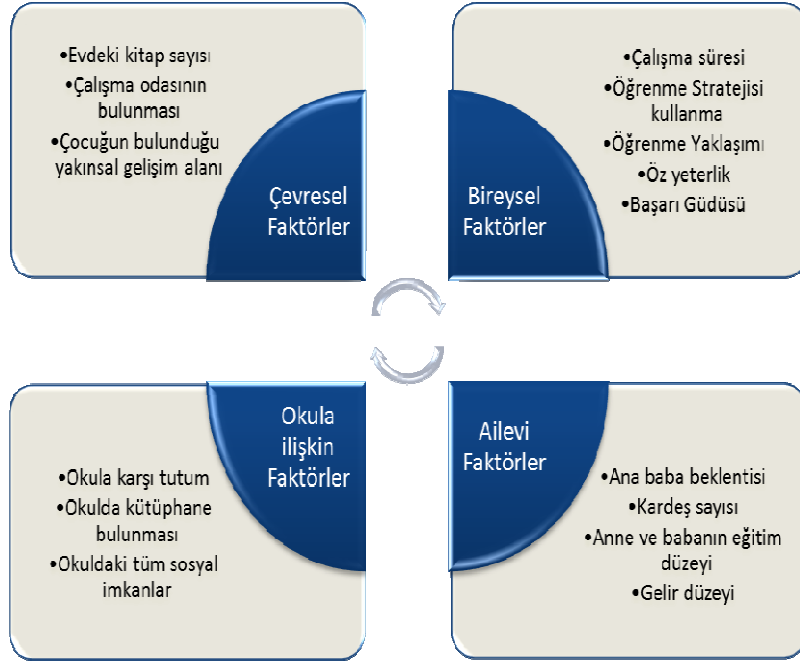 •Evdeki kitap sayısı
•Çalışma odasının
bulunması
•Çocuğun bulunduğu
yakınsal gelişim alanı
Çevresel
Faktörler
•Çalışma süresi
•Öğrenme Stratejisi
kullanma
•Öğrenme Yaklaşımı
•Öz yeterlik
•Başarı Güdüsü
Bireysel
Faktörler
Okula
ilişkin
Faktörler
•Okula karşı tutum
•Okulda kütüphane
bulunması
•Okuldaki tüm sosyal
imkanlar
Ailevi
Faktörler
•Ana baba beklentisi
•Kardeş sayısı
•Anne ve babanın eğitim
düzeyi
•Gelir düzeyi